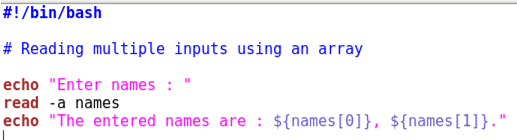 #!/bin/bash
# Reading multiple inputs using an array
echo "Enter names : "
read -a names
echo "The entered names are : ${names[0]}, ${names[1]}."